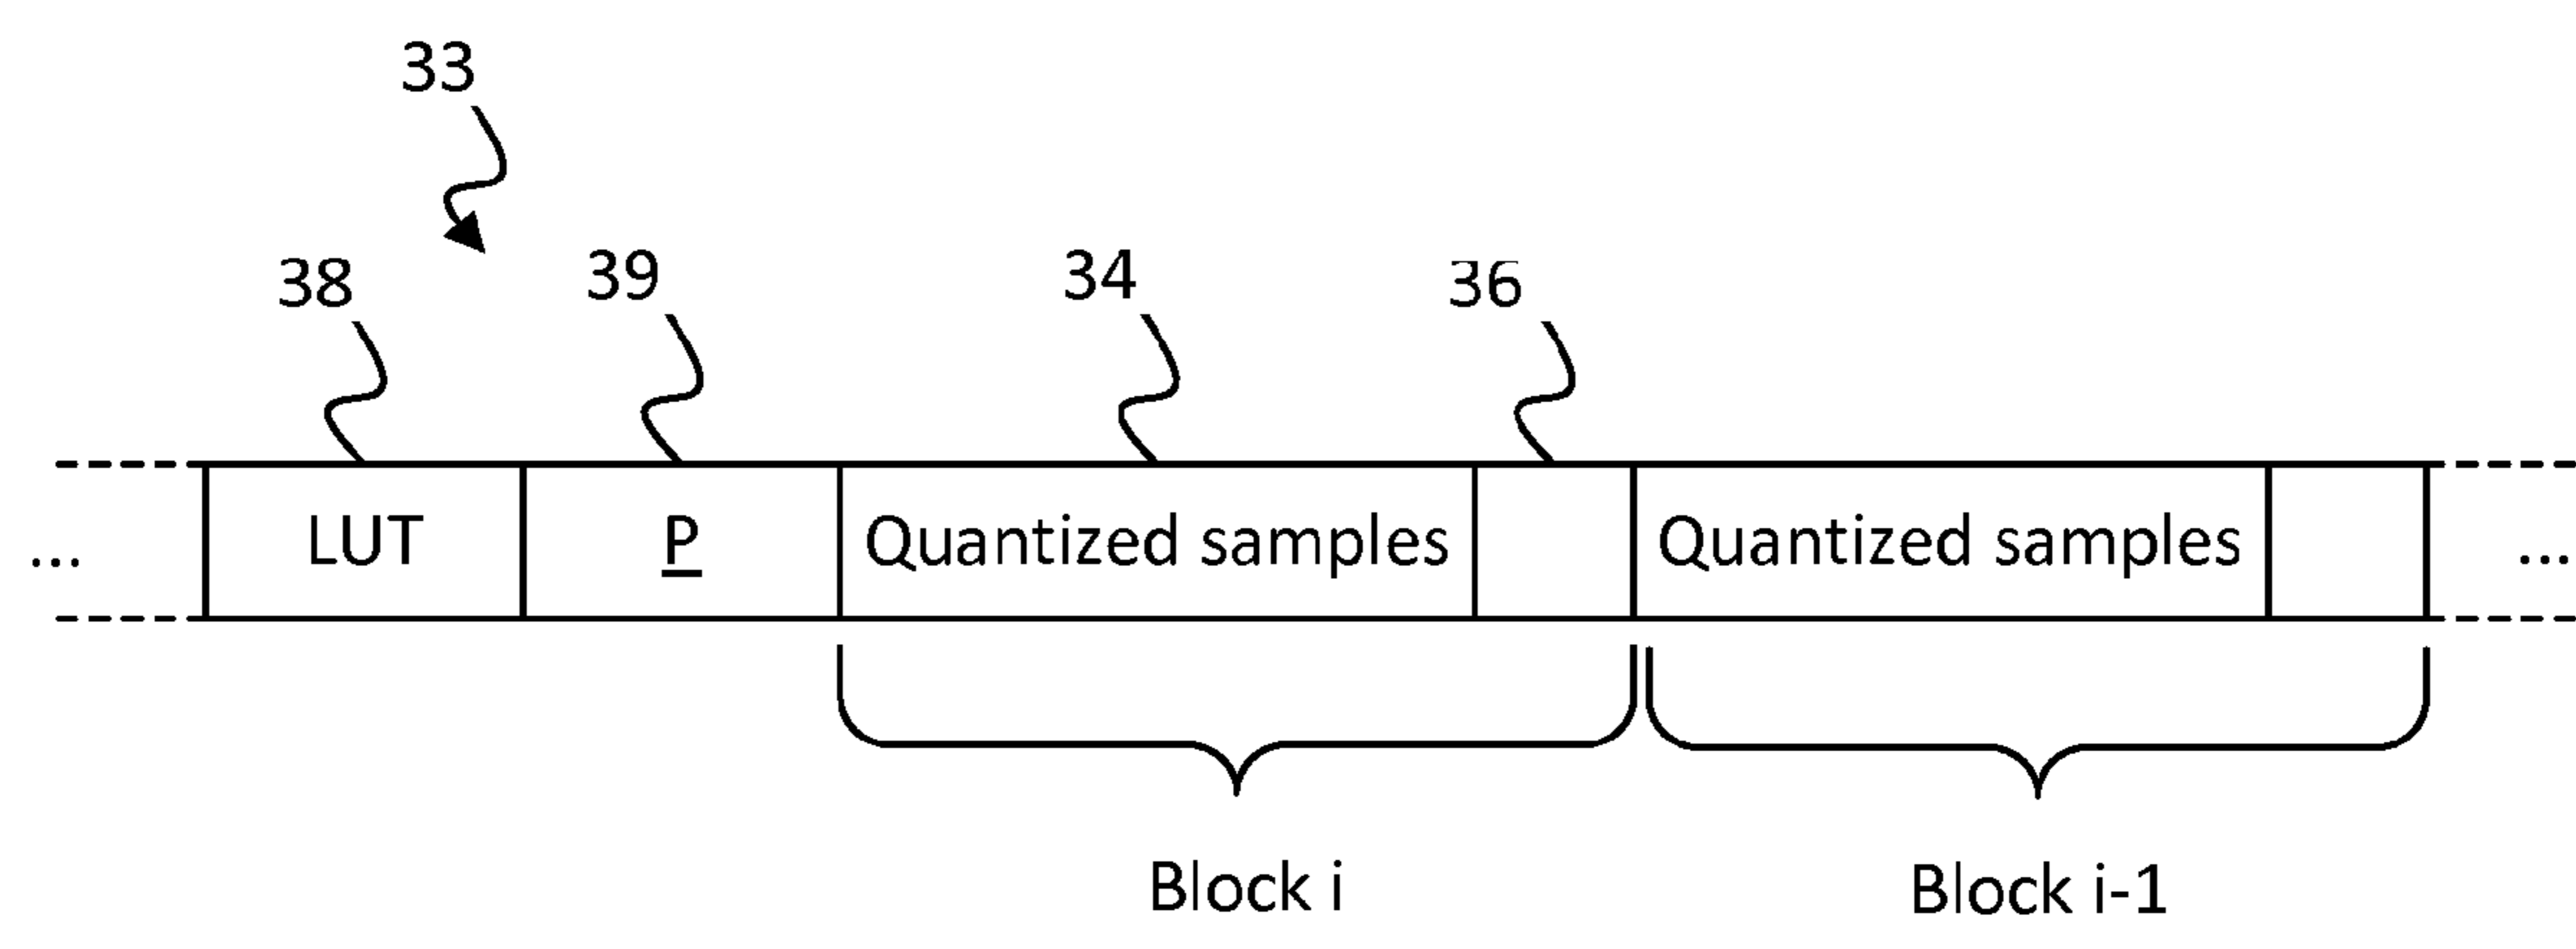 33
38 39 34 36
... LUT P Quantized samples Quantized samples ...
Block i Block i-1